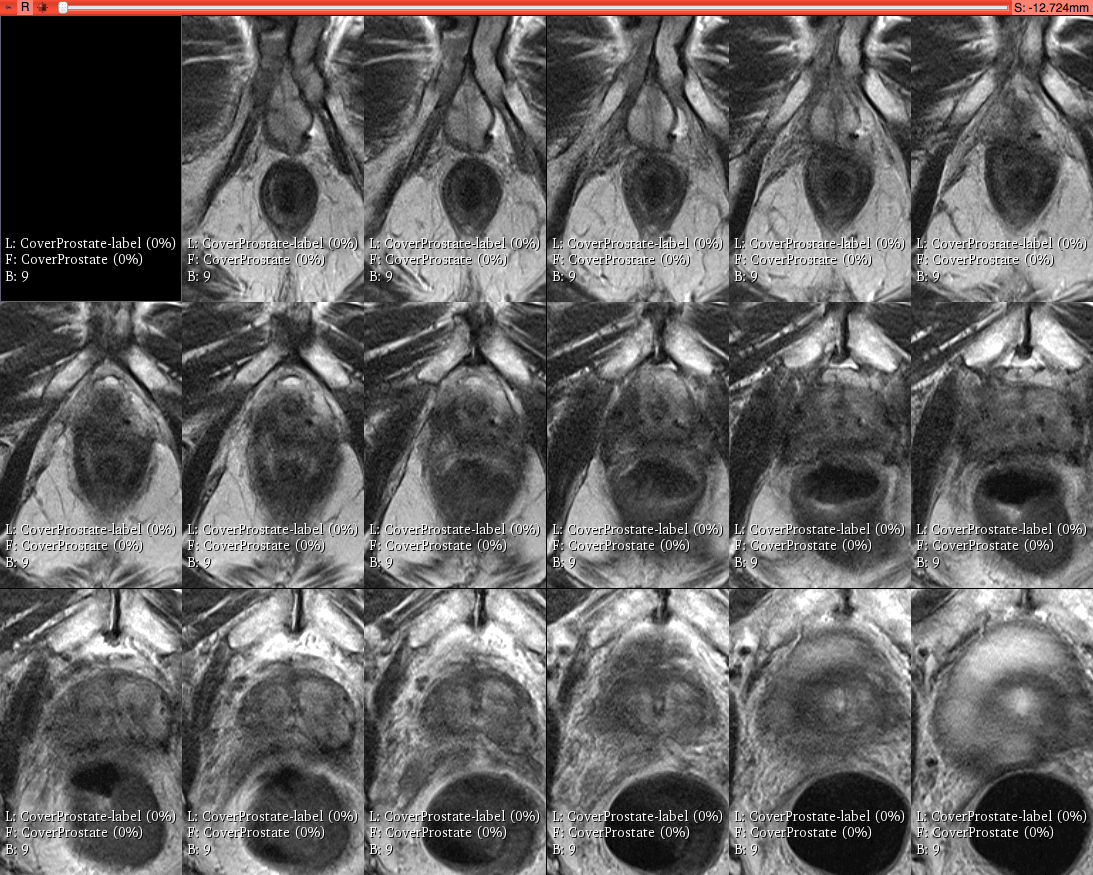 R S: -12.724mm
L: CoverProstate-label (0%)
F: CoverProstate (0%)
B: 9
L: CoverProstate-label (0%)
F: CoverProstate (0%)
B: 9
L: CoverProstate-label (0%)
F: CoverProstate (0%)
B: 9
L: CoverProstate-label (0%)
F: CoverProstate (0%)
B: 9
L: CoverProstate-label (0%)
F: CoverProstate (0%)
B: 9
L: CoverProstate-label (0%)
F: CoverProstate (0%)
B: 9
L: CoverProstate-label (0%)
F: CoverProstate (0%)
B: 9
L: CoverProstate-label (0%)
F: CoverProstate (0%)
B: 9
L: CoverProstate-label (0%)
F: CoverProstate (0%)
B: 9
L: CoverProstate-label (0%)
F: CoverProstate (0%)
B: 9
L: CoverProstate-label (0%)
F: CoverProstate (0%)
B: 9
L: CoverProstate-label (0%)
F: CoverProstate (0%)
B: 9
L: CoverProstate-label (0%)
F: CoverProstate (0%)
B: 9
L: CoverProstate-label (0%)
F: CoverProstate (0%)
B: 9
L: CoverProstate-label (0%)
F: CoverProstate (0%)
B: 9
L: CoverProstate-label (0%)
F: CoverProstate (0%)
B: 9
L: CoverProstate-label (0%)
F: CoverProstate (0%)
B: 9
L: CoverProstate-label (0%)
F: CoverProstate (0%)
B: 9